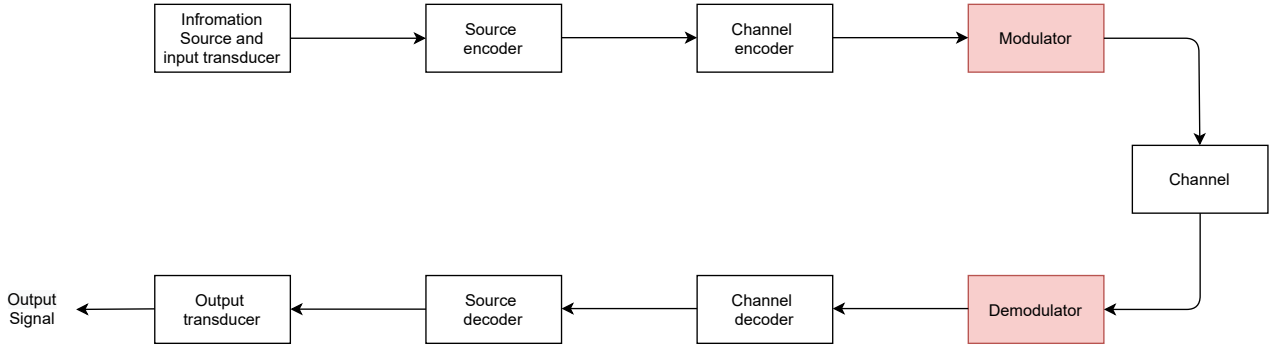 Infromation
Source and
input transducer
Source
encoder
Channel
encoder
Modulator
Channel
Output
Signal
Output
transducer
Source
decoder
Channel
decoder
Demodulator